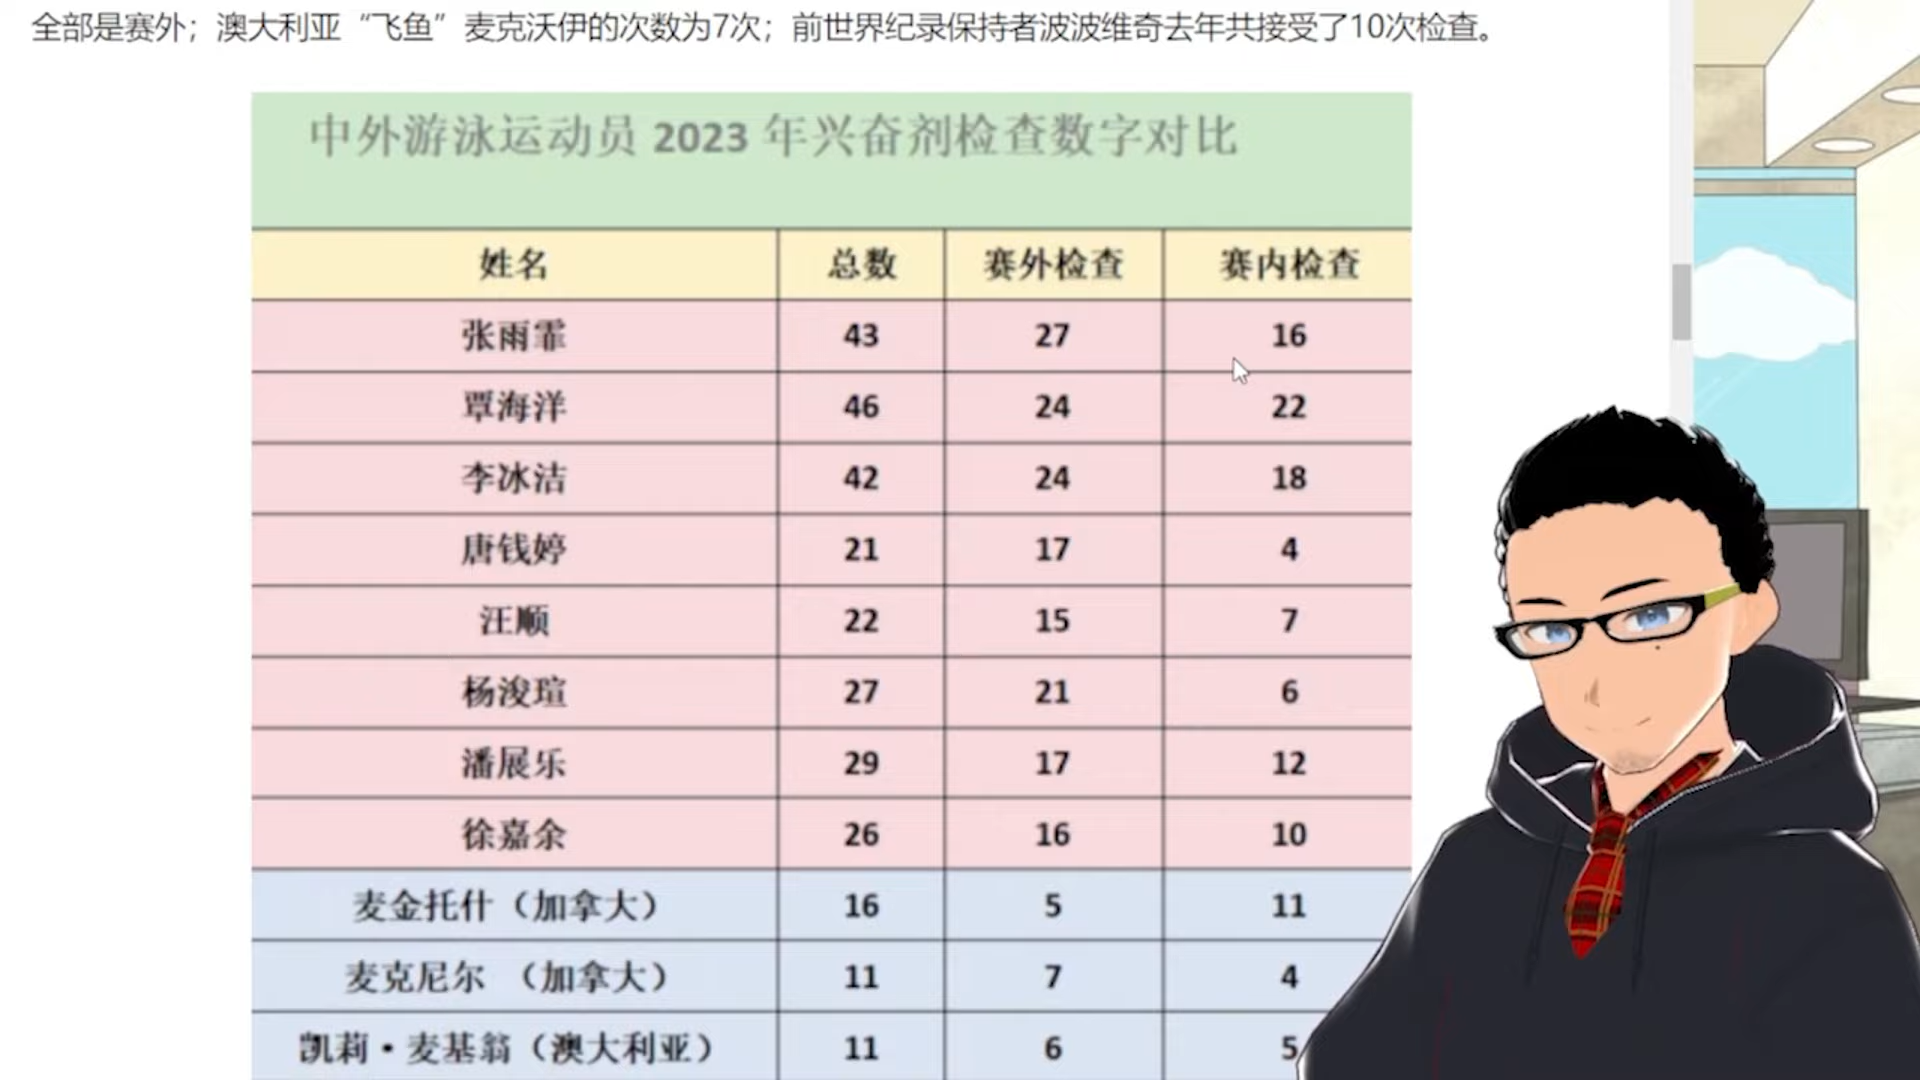 全部是赛外；澳大利亚“飞鱼”麦克沃伊的次数为7次；前世界纪录保持者波波维奇去年共接受了10次检查。
中外游泳运动员 2023 年兴奋剂检查数字对比
姓名 总数 赛外检查 赛内检查
张雨霏 43 27 16
覃海洋 46 24 22
李冰洁 42 24 18
唐钱婷 21 17 4
汪顺 22 15 7
杨浚瑄 27 21 6
潘展乐 29 17 12
徐嘉余 26 16 10
麦金托什（加拿大） 16 5 11
麦克尼尔 （加拿大） 11 7 4
凯莉·麦基翁（澳大利亚） 11 6 5